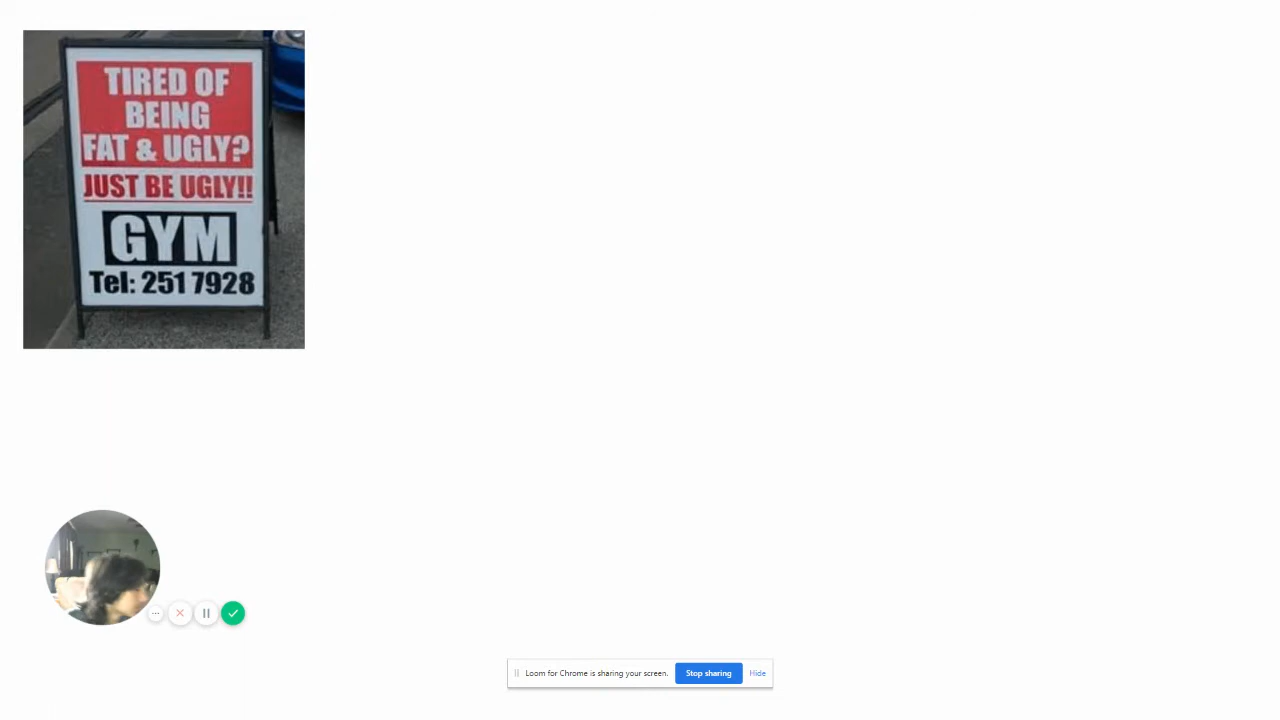 TIRED OF
BEING
FAT & UGLY?
JUST BE UGLY!!
GYM
Tel: 251 7928
Loom for Chrome is sharing your screen.
Stop sharing
Hide